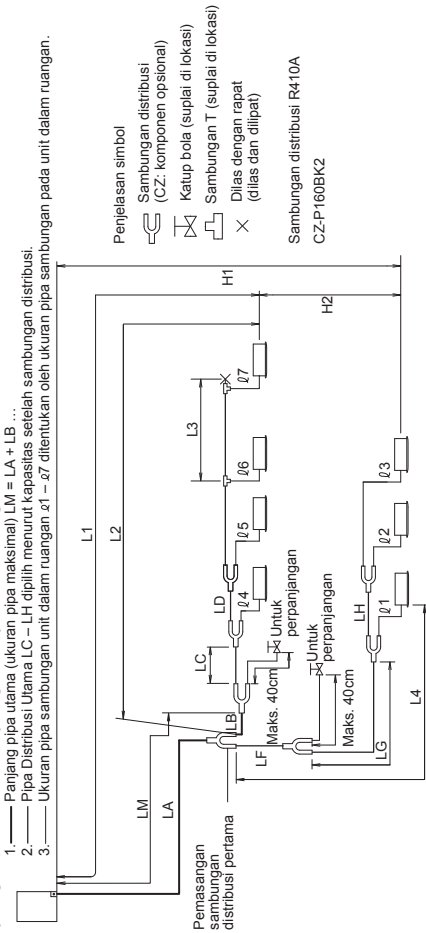 1. Panjang pipa utama (ukuran pipa maksimal) LM = LA + LB …
2. Pipa Distribusi Utama LC – LH dipilih menurut kapasitas setelah sambungan distribusi.
3. Ukuran pipa sambungan unit dalam ruangan ℓ1 – ℓ7 ditentukan oleh ukuran pipa sambungan pada unit dalam ruangan.
L1
L2
LM
LA
L3
H1
H2
LB
LC
LD
ℓ4
ℓ5
ℓ6
ℓ7
Untuk
perpanjangan
Maks. 40cm
Pemasangan
sambungan
distribusi pertama
LF
LG
LH
ℓ1
ℓ2
ℓ3
Untuk
perpanjangan
Maks. 40cm
L4
Penjelasan simbol
Sambungan distribusi
(CZ: komponen opsional)
Katup bola (suplai di lokasi)
Sambungan T (suplai di lokasi)
Dilas dengan rapat
(dilas dan dilipat)
Sambungan distribusi R410A
CZ-P160BK2